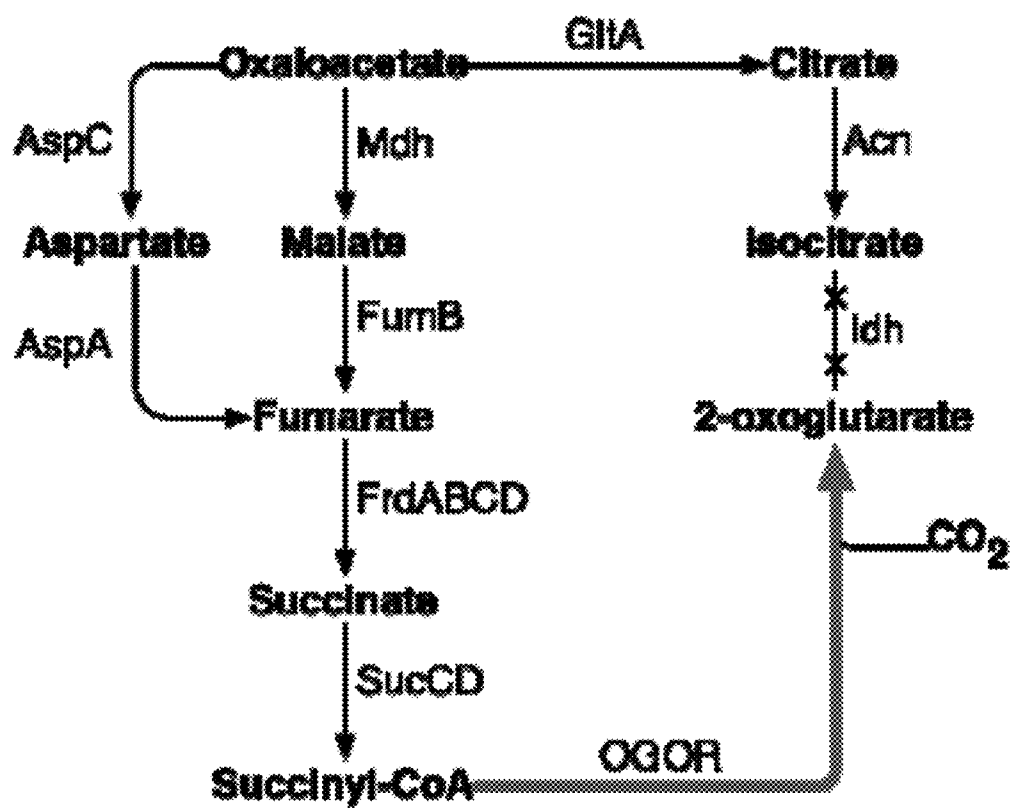 GltA
Oxaloacetate
Citrate
AspC
Mdh
Acn
Aspartate
Malate
Isocitrate
FumB
Idh
AspA
Fumarate
2-oxoglutarate
FrdABCD
CO2
Succinate
SucCD
OGOR
Succinyl-CoA